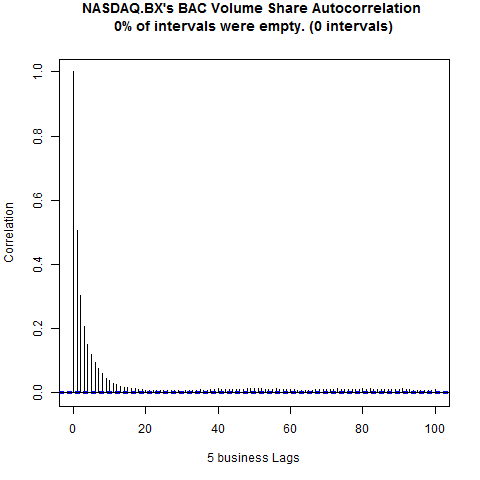 NASDAQ.BX's BAC Volume Share Autocorrelation
0% of intervals were empty. (0 intervals)
Correlation
1.0
0.8
0.6
0.4
0.2
0.0
0 20 40 60 80 100
5 business Lags